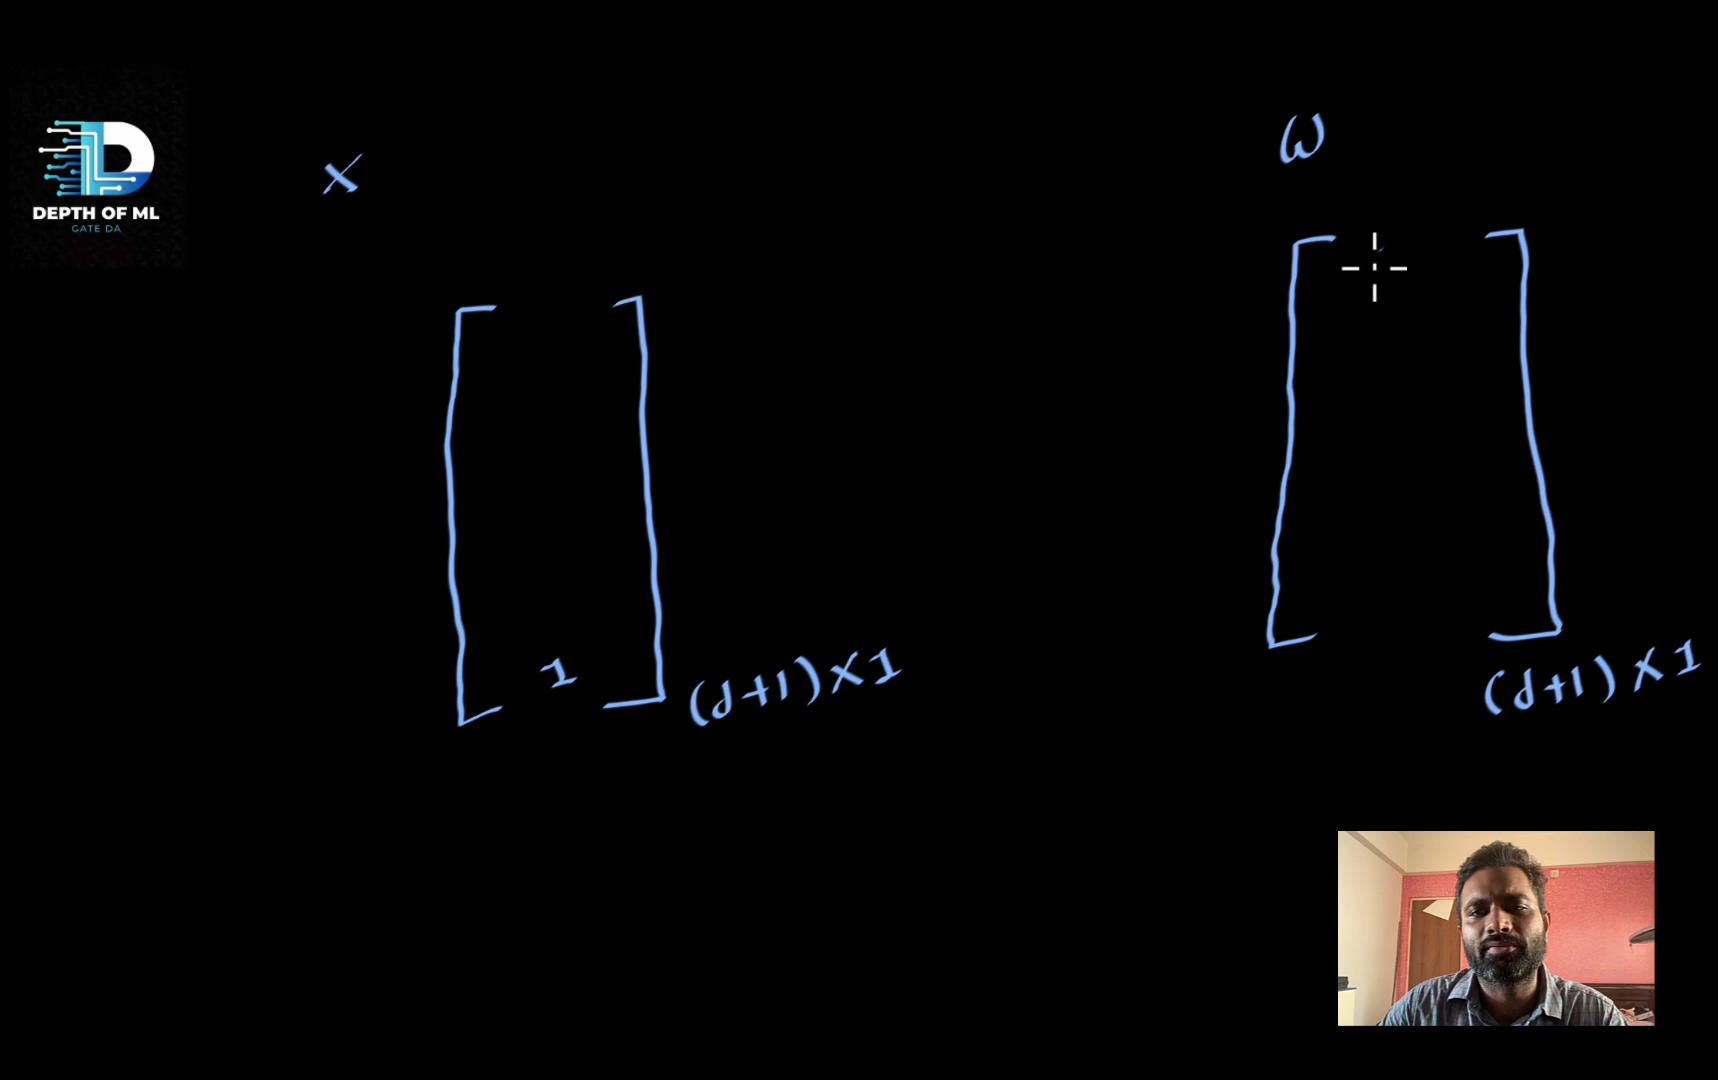 DEPTH OF ML
GATE DA
x
ω
1
(d+1)×1
(d+1)×1